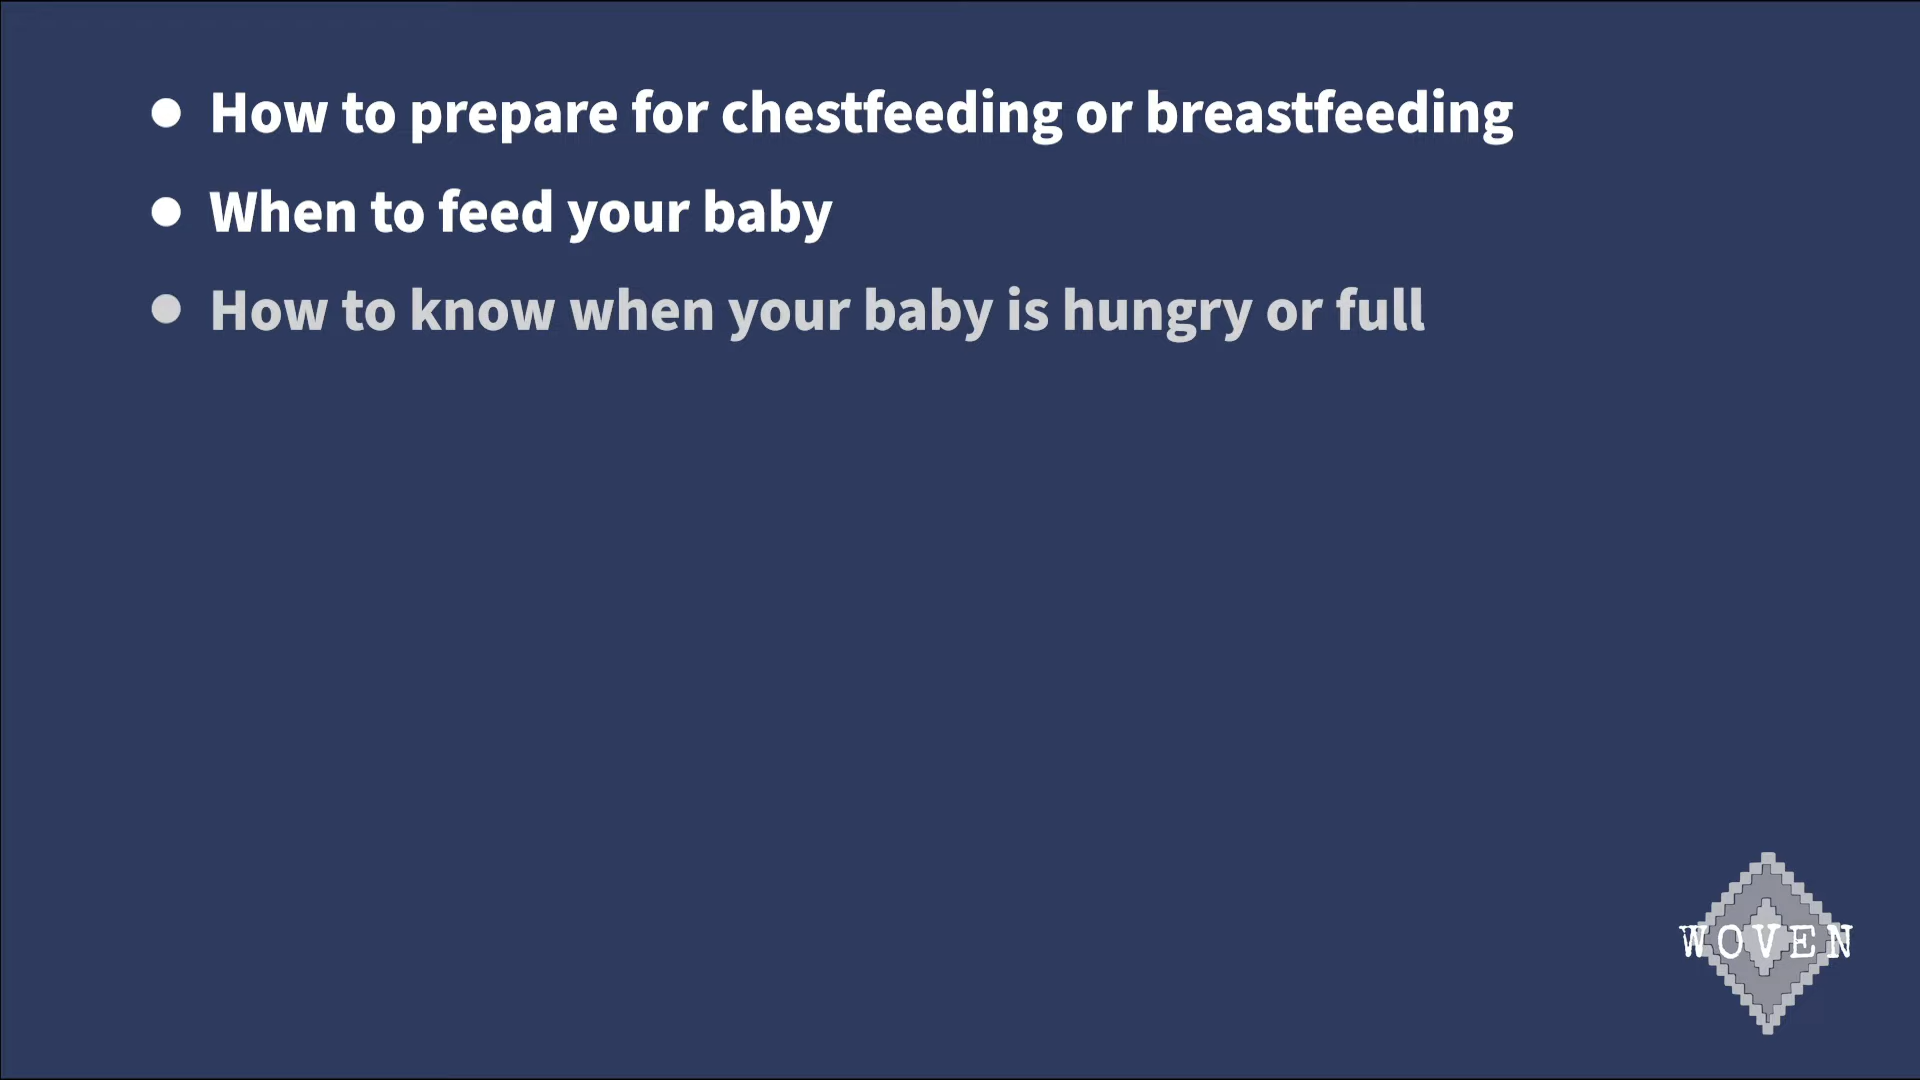 • How to prepare for chestfeeding or breastfeeding
• When to feed your baby
• How to know when your baby is hungry or full
WOVEN